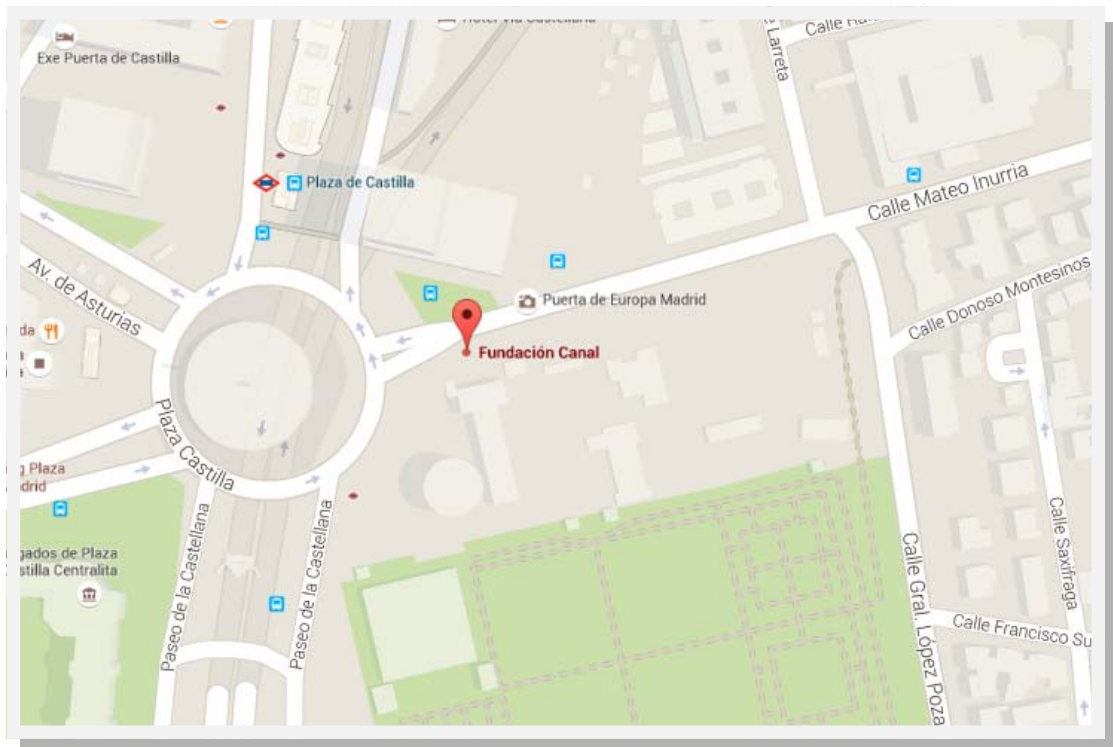 Hotel Vía Castellana
Calle
Larreta
Exe Puerta de Castilla
Plaza de Castilla
Calle Mateo Inurria
Av. de Asturias
Puerta de Europa Madrid
Calle Donoso Montesinos
Fundación Canal
Plaza Castilla
Plaza
Paseo de la Castellana
Paseo de la Castellana
Calle Saxifraga
Calle Gral. López Poza
gados de Plaza
stilla Centralita
Calle Francisco Su